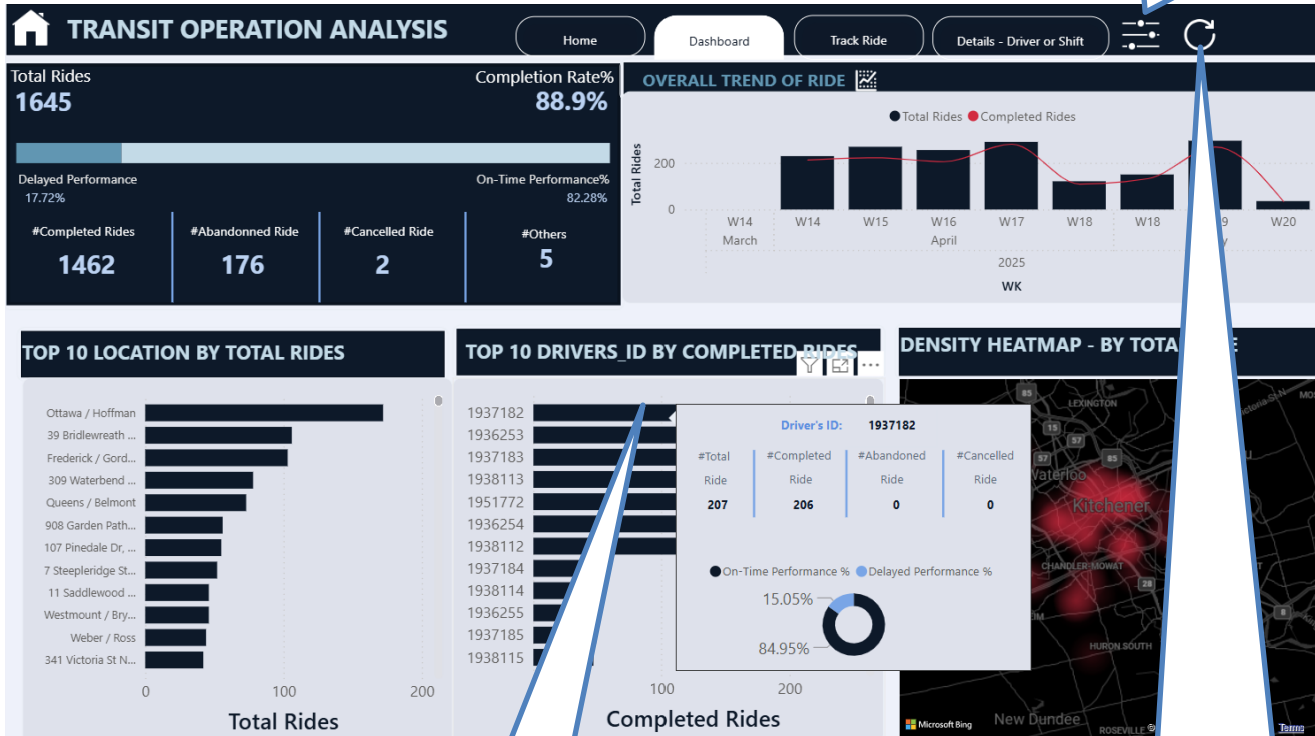 TRANSIT OPERATION ANALYSIS
Home
Dashboard
Track Ride
Details - Driver or Shift
Total Rides
1645
Completion Rate%
88.9%
Delayed Performance
17.72%
On-Time Performance%
82.28%
#Completed Rides
1462
#Abandonned Ride
176
#Cancelled Ride
2
#Others
5
OVERALL TREND OF RIDE
Total Rides Completed Rides
Total Rides
200
0
W14 W14 W15 W16 W17 W18 W18 9 W20
March April y
2025
WK
TOP 10 LOCATION BY TOTAL RIDES
Ottawa / Hoffman
39 Bridlewreath ...
Frederick / Gord...
309 Waterbend ...
Queens / Belmont
908 Garden Path...
107 Pinedale Dr, ...
7 Steepleridge St...
11 Saddlewood ...
Westmount / Bry...
Weber / Ross
341 Victoria St N...
0 100 200
Total Rides
TOP 10 DRIVERS_ID BY COMPLETED RIDES
1937182
1936253
1937183
1938113
1951772
1936254
1938112
1937184
1938114
1936255
1937185
1938115
100 200
Completed Rides
Driver's ID: 1937182
#Total Ride
207
#Completed Ride
206
#Abandoned Ride
0
#Cancelled Ride
0
On-Time Performance % Delayed Performance %
15.05%
84.95%
DENSITY HEATMAP - BY TOTA E
85
LEXINGTON
15
57
57
85
Waterloo
Kitchener
CHANDLER-MOWAT
28
8
HURON SOUTH
New Dundee
ROSEVILLE
Microsoft Bing
©
Terms